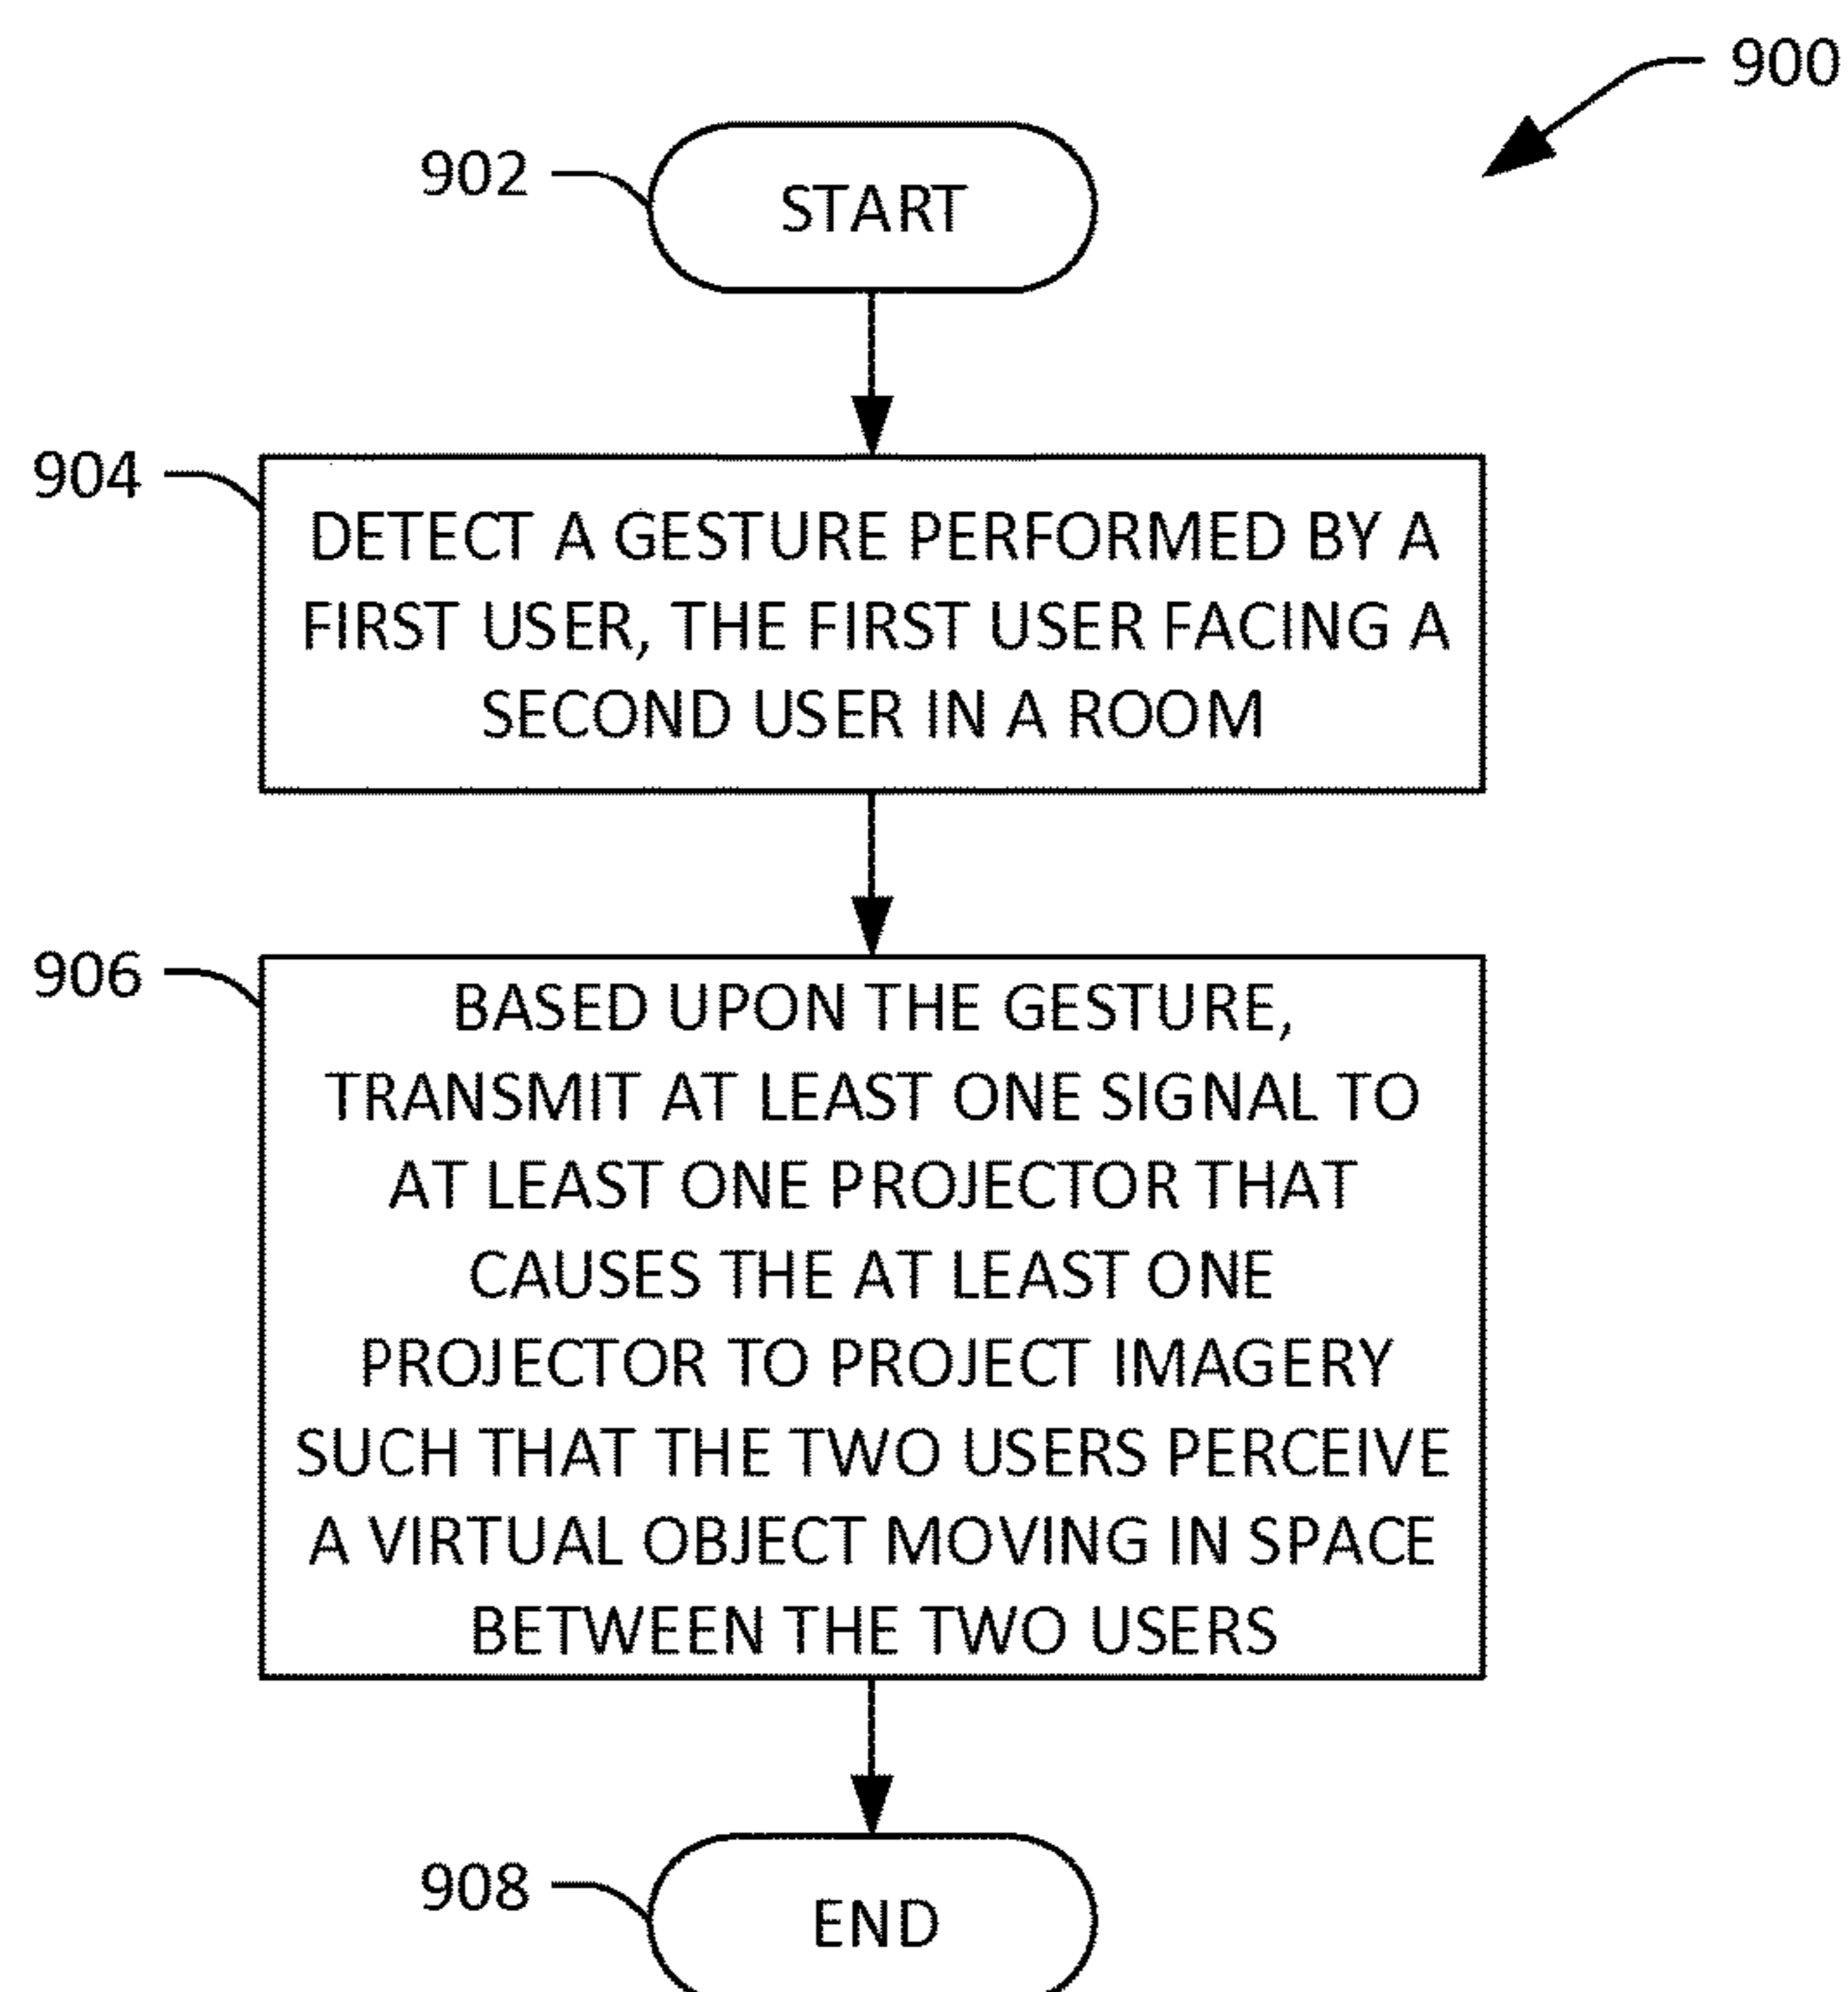 900
902
START
904
DETECT A GESTURE PERFORMED BY A
FIRST USER, THE FIRST USER FACING A
SECOND USER IN A ROOM
906
BASED UPON THE GESTURE,
TRANSMIT AT LEAST ONE SIGNAL TO
AT LEAST ONE PROJECTOR THAT
CAUSES THE AT LEAST ONE
PROJECTOR TO PROJECT IMAGERY
SUCH THAT THE TWO USERS PERCEIVE
A VIRTUAL OBJECT MOVING IN SPACE
BETWEEN THE TWO USERS
908
END